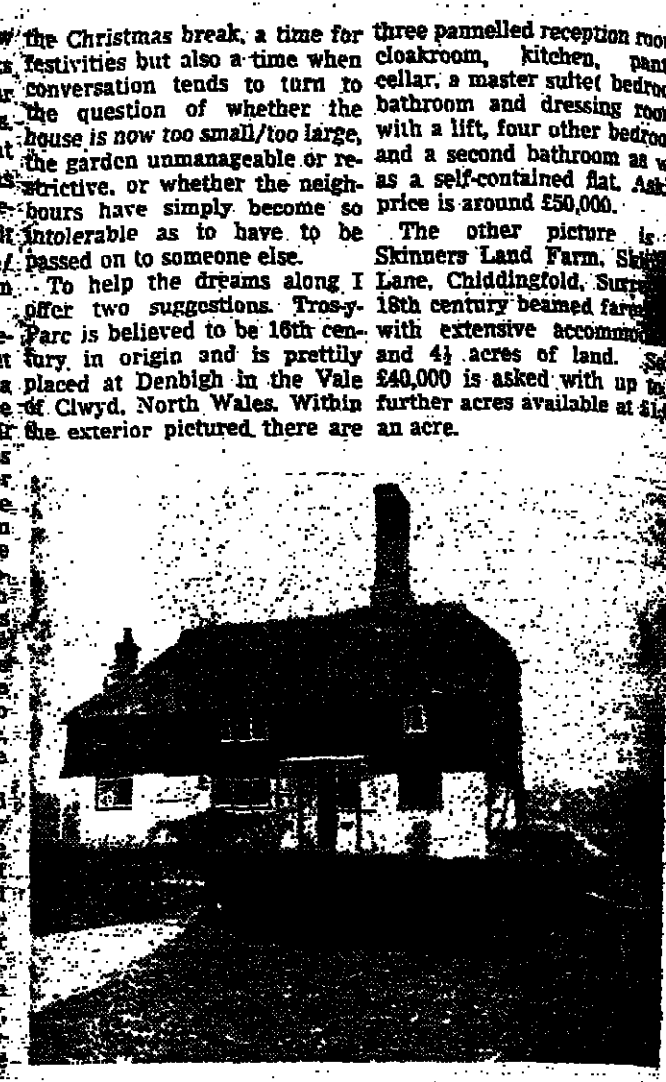 the Christmas break, a time for
festivities but also a time when
conversation tends to turn to
the question of whether the
house is now too small/too large,
the garden unmanageable or re-
strictive, or whether the neigh-
bours have simply become so
intolerable as to have to be
passed on to someone else.
To help the dreams along I
offer two suggestions. Tros-y-
Parc is believed to be 16th cen-
tury in origin and is prettily
placed at Denbigh in the Vale
of Clwyd, North Wales. Within
the exterior pictured there are
three pannelled reception
cloakroom, kitchen,
cellar, a master suite(
bathroom and dressing
with a lift, four other
and a second bathroom as
as a self-contained flat.
price is around £50,000.
The other picture is
Skinners Land Farm,
Lane, Chiddingfold,
18th century beamed
with extensive
and 4½ acres of land.
£40,000 is asked with up to
further acres available at
an acre.